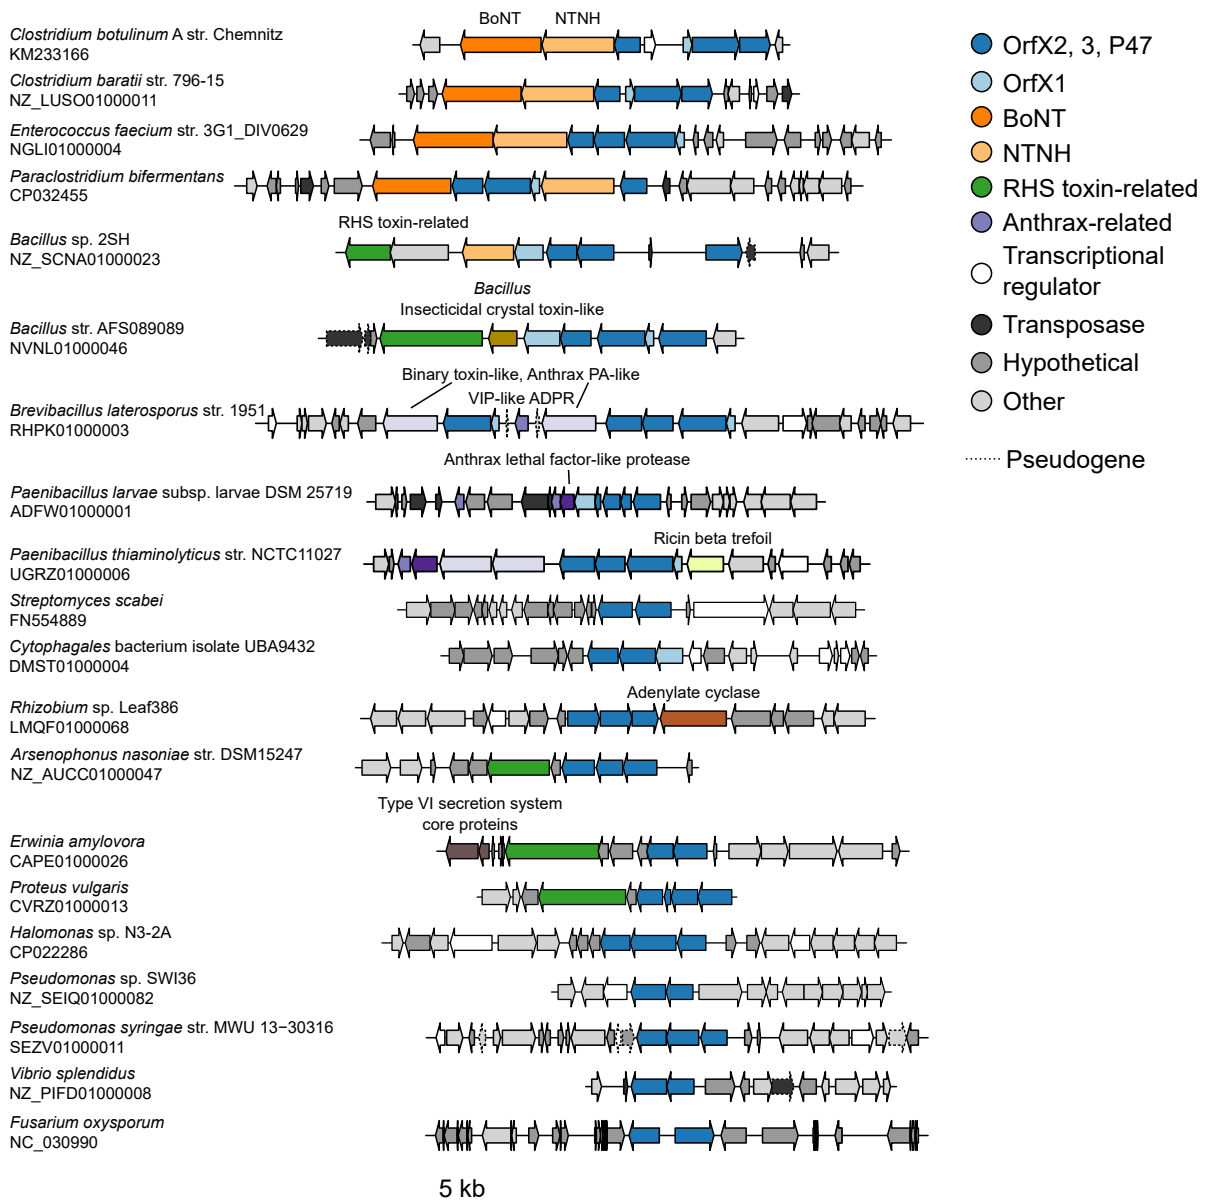 BoNT NTNH
Clostridium botulinum A str. Chemnitz
KM233166
Clostridium baratii str. 796-15
NZ_LUSO01000011
Enterococcus faecium str. 3G1_DIV0629
NGLI01000004
Paraclostridium bifermentans
CP032455
RHS toxin-related
Bacillus sp. 2SH
NZ_SCNA01000023
Bacillus
Insecticidal crystal toxin-like
Bacillus str. AFS089089
NVNL01000046
Binary toxin-like, Anthrax PA-like
VIP-like ADPR
Brevibacillus laterosporus str. 1951
RHPK01000003
Anthrax lethal factor-like protease
Paenibacillus larvae subsp. larvae DSM 25719
ADFW01000001
Ricin beta trefoil
Paenibacillus thiaminolyticus str. NCTC11027
UGRZ01000006
Streptomyces scabei
FN554889
Cytophagales bacterium isolate UBA9432
DMST01000004
Adenylate cyclase
Rhizobium sp. Leaf386
LMQF01000068
Arsenophonus nasoniae str. DSM15247
NZ_AUCC01000047
Type VI secretion system
core proteins
Erwinia amylovora
CAPE01000026
Proteus vulgaris
CVRZ01000013
Halomonas sp. N3-2A
CP022286
Pseudomonas sp. SWI36
NZ_SEIQ01000082
Pseudomonas syringae str. MWU 13−30316
SEZV01000011
Vibrio splendidus
NZ_PIFD01000008
Fusarium oxysporum
NC_030990
5 kb
OrfX2, 3, P47
OrfX1
BoNT
NTNH
RHS toxin-related
Anthrax-related
Transcriptional
regulator
Transposase
Hypothetical
Other
Pseudogene